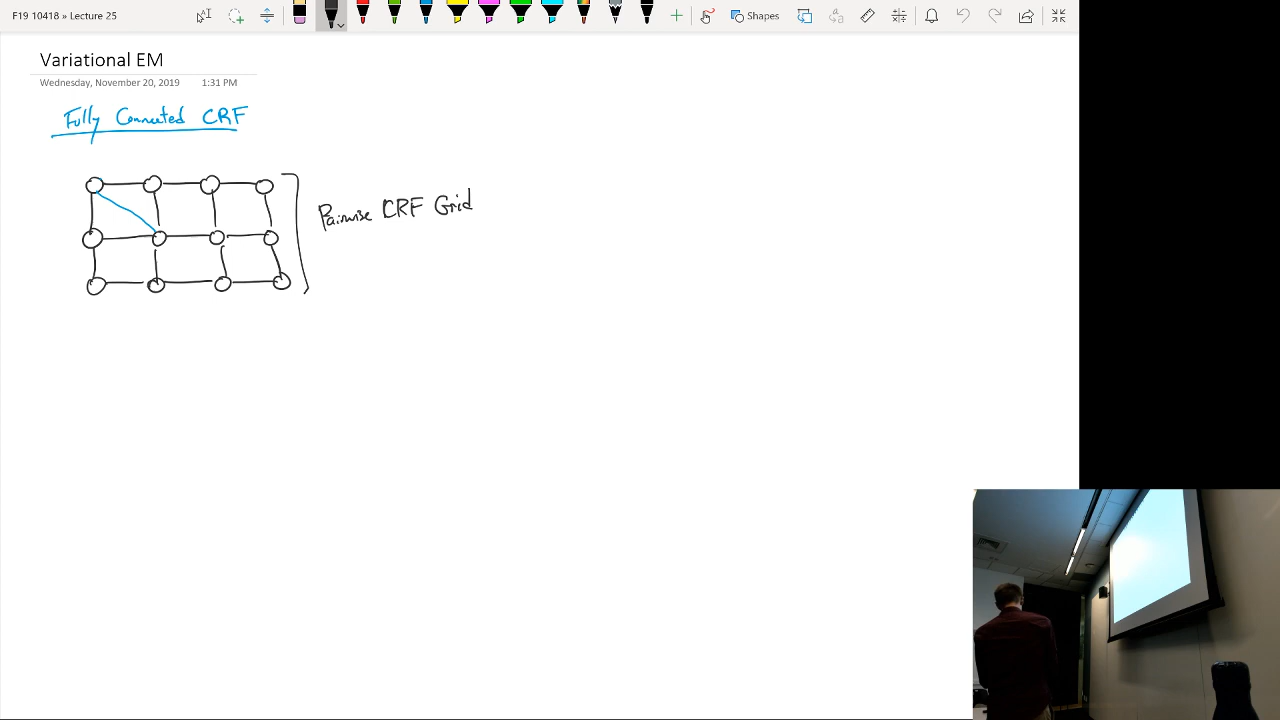 F19 10418 » Lecture 23
Shapes
Variational EM
Wednesday, November 20, 2019 1:31 PM
Fully Connected CRF
Pairwise CRF Grid